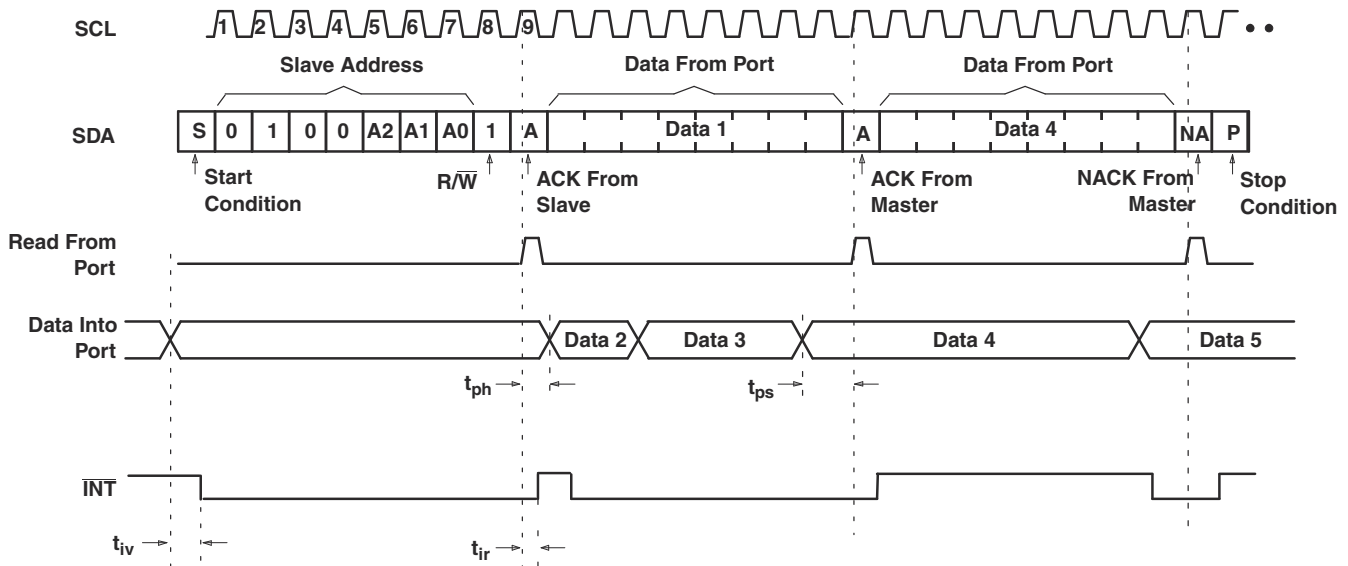 SCL
1 2 3 4 5 6 7 8 9
Slave Address
Data From Port
Data From Port
SDA
S 0 1 0 0 A2 A1 A0 1 A Data 1 A Data 4 NA P
Start
Condition
R/W̅
ACK From
Slave
ACK From
Master
NACK From
Master
Stop
Condition
Read From
Port
Data Into
Port
Data 2 Data 3 Data 4 Data 5
tph
tps
I̅N̅T̅
tiv
tir